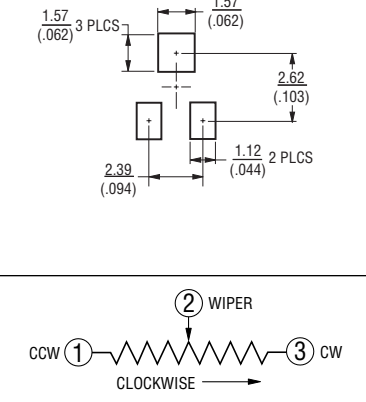 1.57
(.062)
1.57
(.062) 3 PLCS
2.62
(.103)
1.12
(.044) 2 PLCS
2.39
(.094)
2 WIPER
CCW 1 3 CW
CLOCKWISE